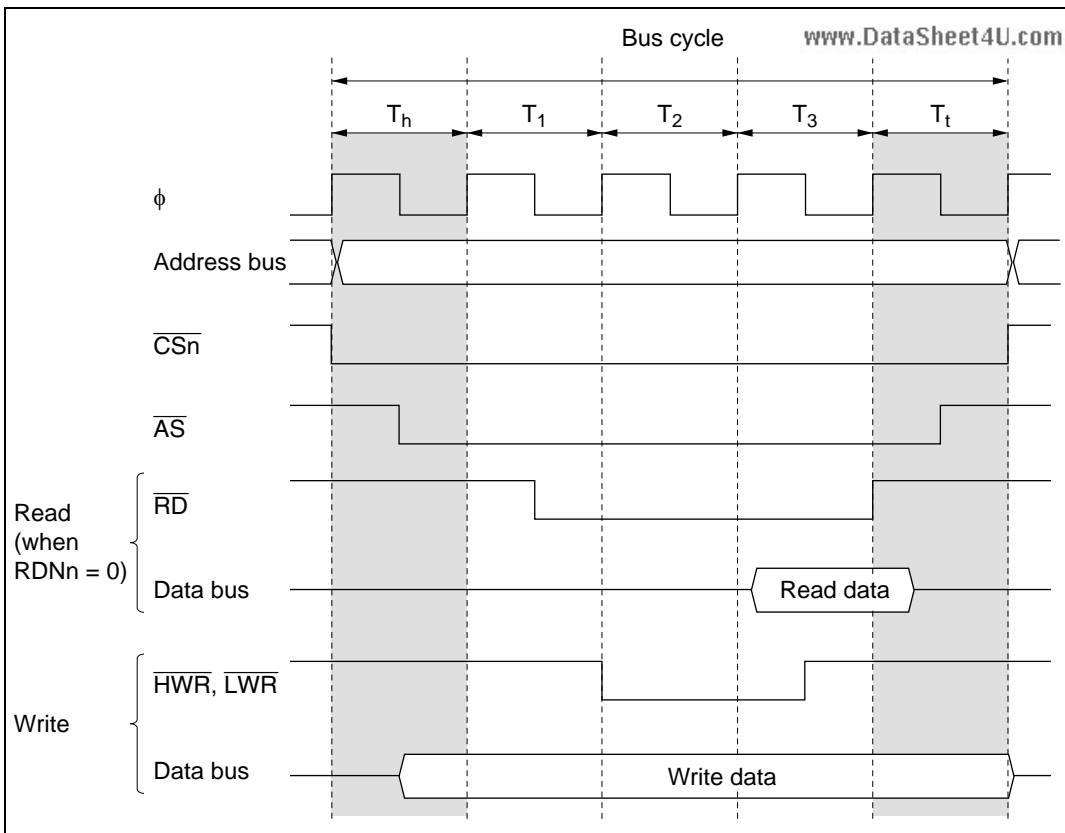 Bus cycle
www.DataSheet4U.com
Th T1 T2 T3 Tt
ϕ
Address bus
CSn
AS
Read
(when
RDNn = 0)
RD
Data bus
Read data
Write
HWR, LWR
Data bus
Write data